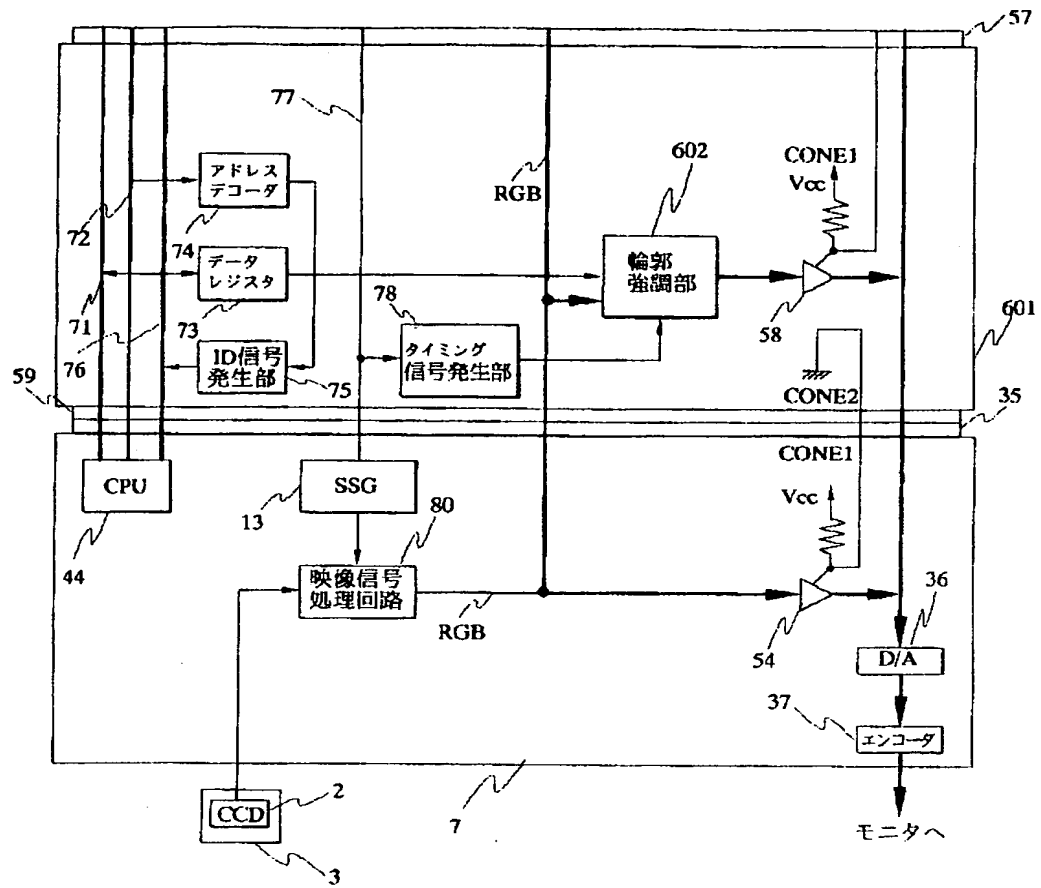 57
77
602
CONE1
Vcc
RGB
アドレス
デコーダ
輪郭
強調部
72
74
データ
レジスタ
78
71
73
58
601
タイミング
信号発生部
76
ID信号
発生部
59
75
CONE2
35
CONE1
CPU
SSG
Vcc
13
80
44
映像信号
処理回路
36
RGB
54
D/A
37
エンコータ
2
CCD
7
モニタへ
3